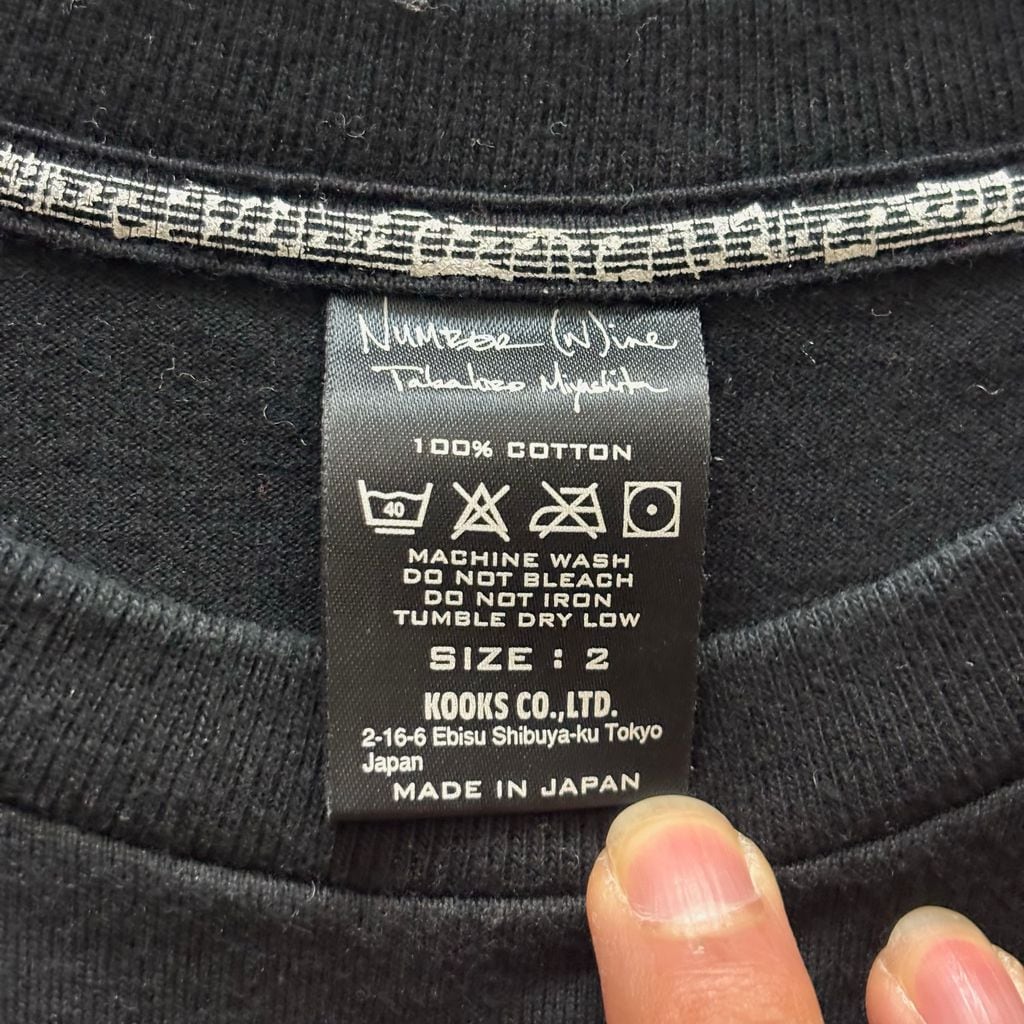 Number (N)ine
Takahiro Miyashita
100% COTTON
40
MACHINE WASH
DO NOT BLEACH
DO NOT IRON
TUMBLE DRY LOW
SIZE : 2
KOOKS CO.,LTD.
2-16-6 Ebisu Shibuya-ku Tokyo
Japan
MADE IN JAPAN